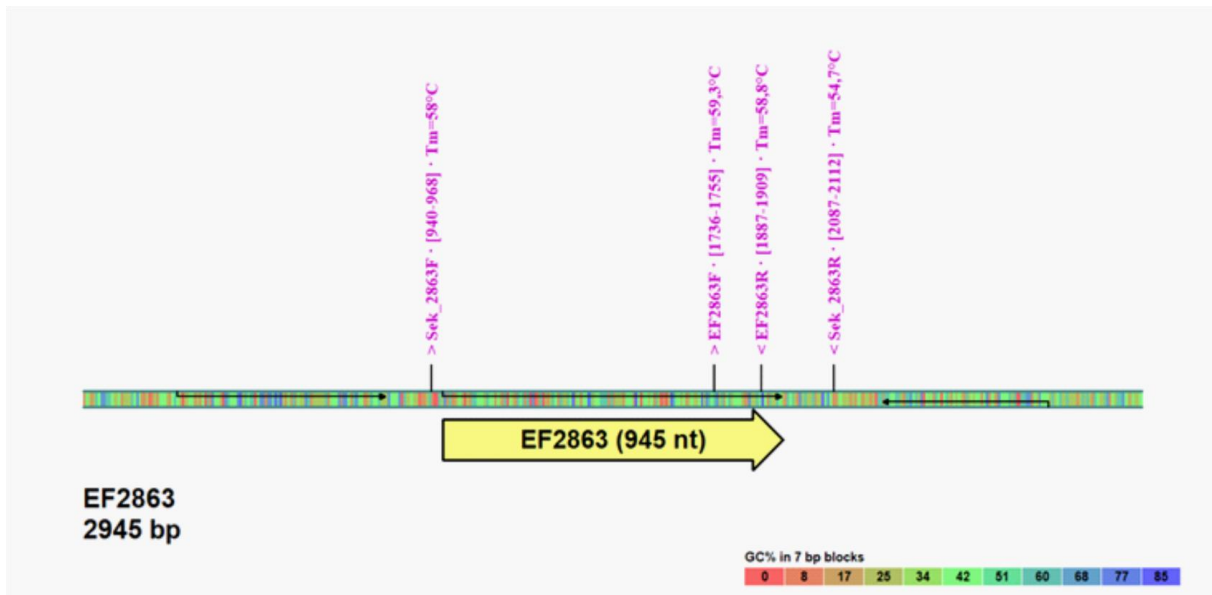 > Sek_2863F · [940-968] · Tm=58°C
> EF2863F · [1736-1755] · Tm=59,3°C
< EF2863R · [1887-1909] · Tm=58,8°C
< Sek_2863R · [2087-2112] · Tm=54,7°C
EF2863 (945 nt)
EF2863
2945 bp
GC% in 7 bp blocks
0 8 17 25 34 42 51 60 68 77 85